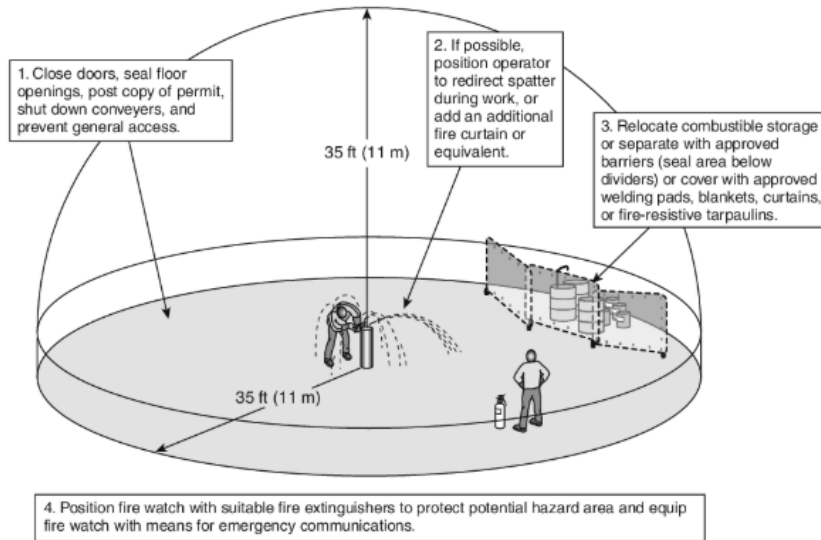 1. Close doors, seal floor
openings, post copy of permit,
shut down conveyers, and
prevent general access.
2. If possible,
position operator
to redirect spatter
during work, or
add an additional
fire curtain or
equivalent.
3. Relocate combustible storage
or separate with approved
barriers (seal area below
dividers) or cover with approved
welding pads, blankets, curtains,
or fire-resistive tarpaulins.
35 ft (11 m)
35 ft (11 m)
4. Position fire watch with suitable fire extinguishers to protect potential hazard area and equip
fire watch with means for emergency communications.